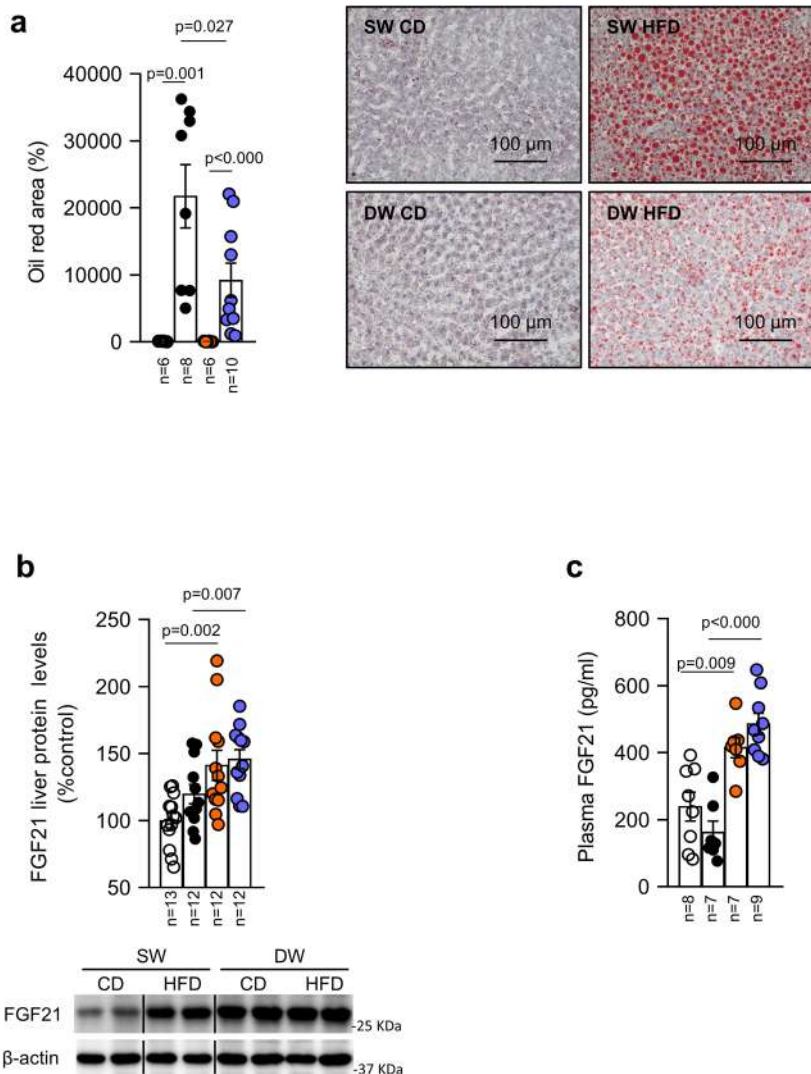 a
p=0.027
p=0.001
p<0.000
Oil red area (%)
40000
30000
20000
10000
0
n=6
n=8
n=6
n=10
SW CD
100 μm
SW HFD
100 μm
DW CD
100 μm
DW HFD
100 μm
b
p=0.007
p=0.002
FGF21 liver protein levels
(%control)
250
200
150
100
50
n=13
n=12
n=12
n=12
SW
DW
CD
HFD
CD
HFD
FGF21
-25 KDa
β-actin
-37 KDa
c
p<0.000
p=0.009
Plasma FGF21 (pg/ml)
800
600
400
200
0
n=8
n=7
n=7
n=9